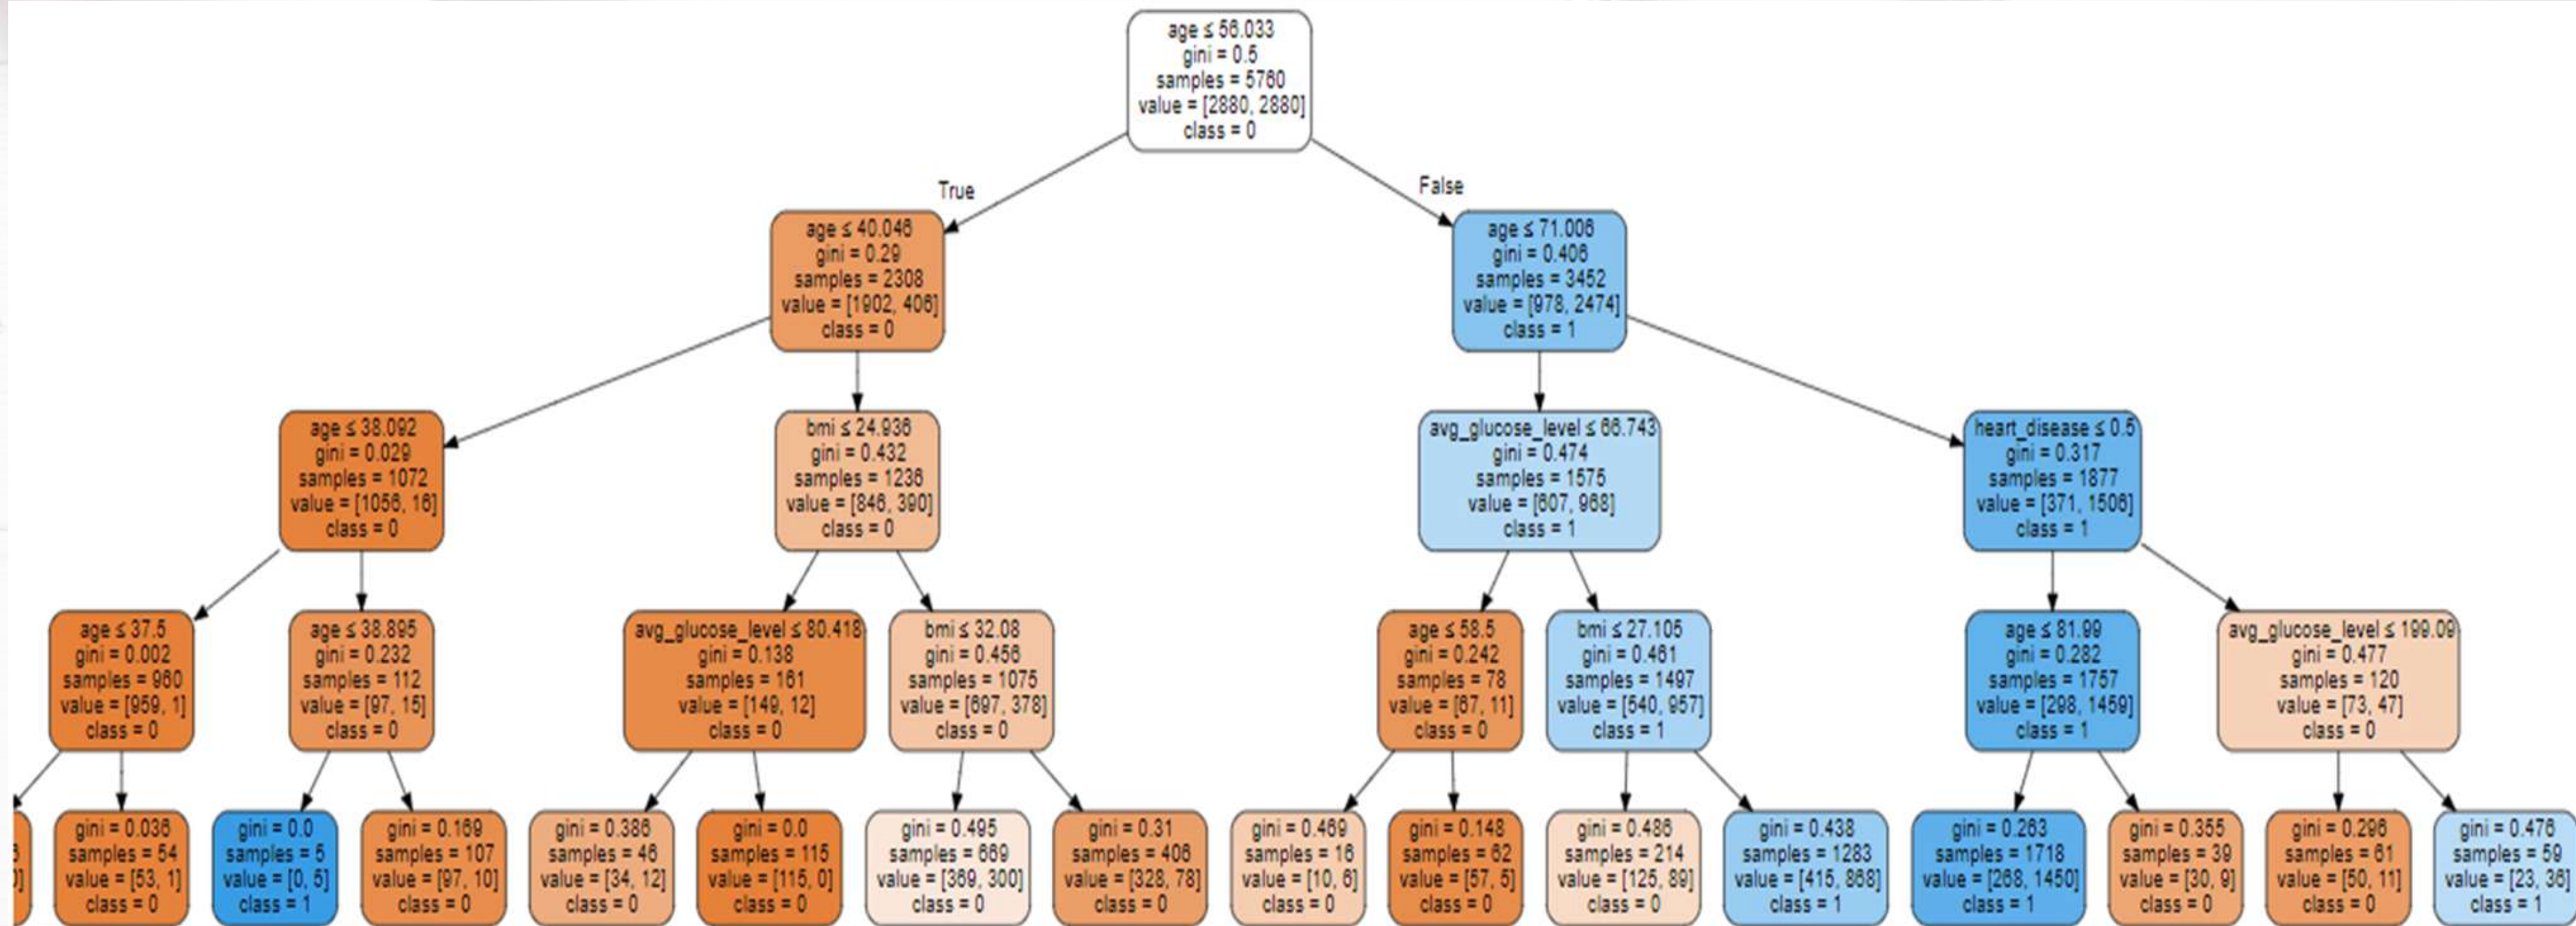 age ≤ 56.033
gini = 0.5
samples = 5760
value = [2880, 2880]
class = 0
True
False
age ≤ 40.046
gini = 0.29
samples = 2308
value = [1902, 406]
class = 0
age ≤ 71.006
gini = 0.406
samples = 3452
value = [978, 2474]
class = 1
age ≤ 38.092
gini = 0.029
samples = 1072
value = [1056, 16]
class = 0
bmi ≤ 24.936
gini = 0.432
samples = 1236
value = [846, 390]
class = 0
avg_glucose_level ≤ 66.743
gini = 0.474
samples = 1575
value = [607, 968]
class = 1
heart_disease ≤ 0.5
gini = 0.317
samples = 1877
value = [371, 1506]
class = 1
age ≤ 37.5
gini = 0.002
samples = 960
value = [959, 1]
class = 0
age ≤ 38.895
gini = 0.232
samples = 112
value = [97, 15]
class = 0
avg_glucose_level ≤ 80.418
gini = 0.138
samples = 161
value = [149, 12]
class = 0
bmi ≤ 32.08
gini = 0.456
samples = 1075
value = [697, 378]
class = 0
age ≤ 58.5
gini = 0.242
samples = 78
value = [67, 11]
class = 0
bmi ≤ 27.105
gini = 0.461
samples = 1497
value = [540, 957]
class = 1
age ≤ 81.99
gini = 0.282
samples = 1757
value = [298, 1459]
class = 1
avg_glucose_level ≤ 199.09
gini = 0.477
samples = 120
value = [73, 47]
class = 0
gini = 0.036
samples = 54
value = [53, 1]
class = 0
gini = 0.0
samples = 5
value = [0, 5]
class = 1
gini = 0.169
samples = 107
value = [97, 10]
class = 0
gini = 0.386
samples = 46
value = [34, 12]
class = 0
gini = 0.0
samples = 115
value = [115, 0]
class = 0
gini = 0.495
samples = 669
value = [369, 300]
class = 0
gini = 0.31
samples = 406
value = [328, 78]
class = 0
gini = 0.469
samples = 16
value = [10, 6]
class = 0
gini = 0.148
samples = 62
value = [57, 5]
class = 0
gini = 0.486
samples = 214
value = [125, 89]
class = 0
gini = 0.438
samples = 1283
value = [415, 868]
class = 1
gini = 0.263
samples = 1718
value = [268, 1450]
class = 1
gini = 0.355
samples = 39
value = [30, 9]
class = 0
gini = 0.296
samples = 61
value = [50, 11]
class = 0
gini = 0.476
samples = 59
value = [23, 36]
class = 1